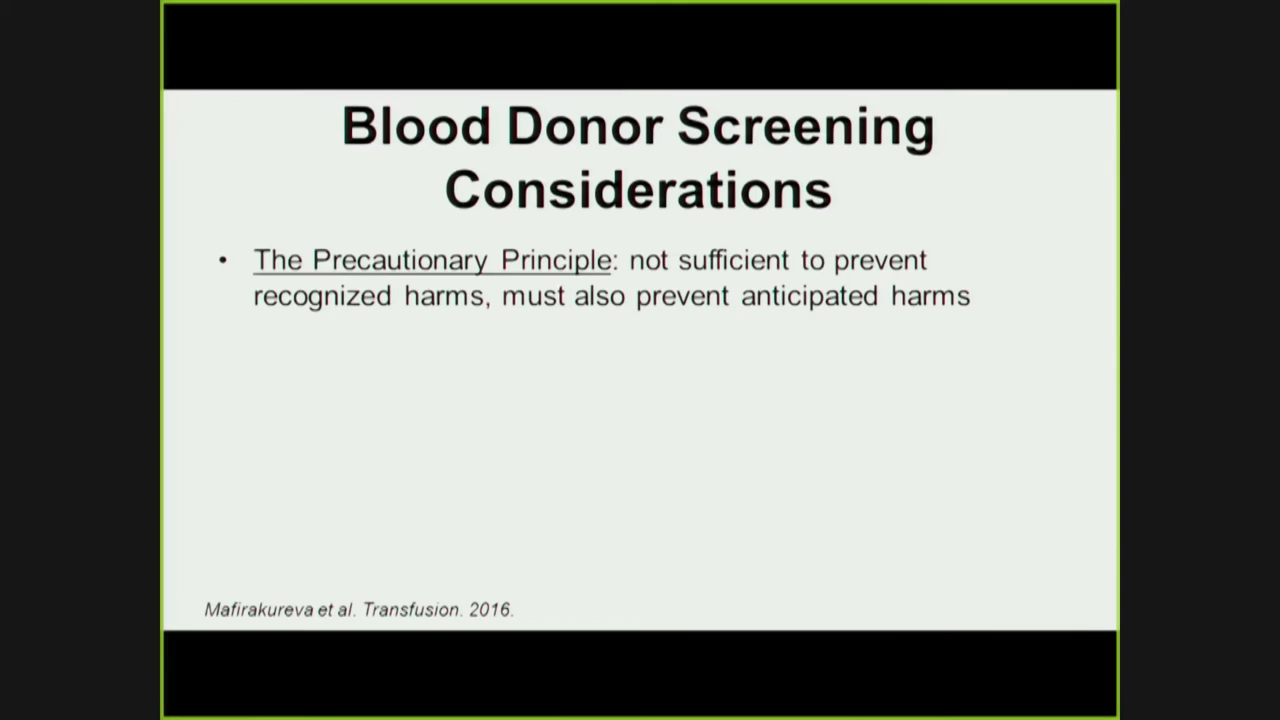 Blood Donor Screening
Considerations
• The Precautionary Principle: not sufficient to prevent
recognized harms, must also prevent anticipated harms
Mafirakureva et al. Transfusion. 2016.